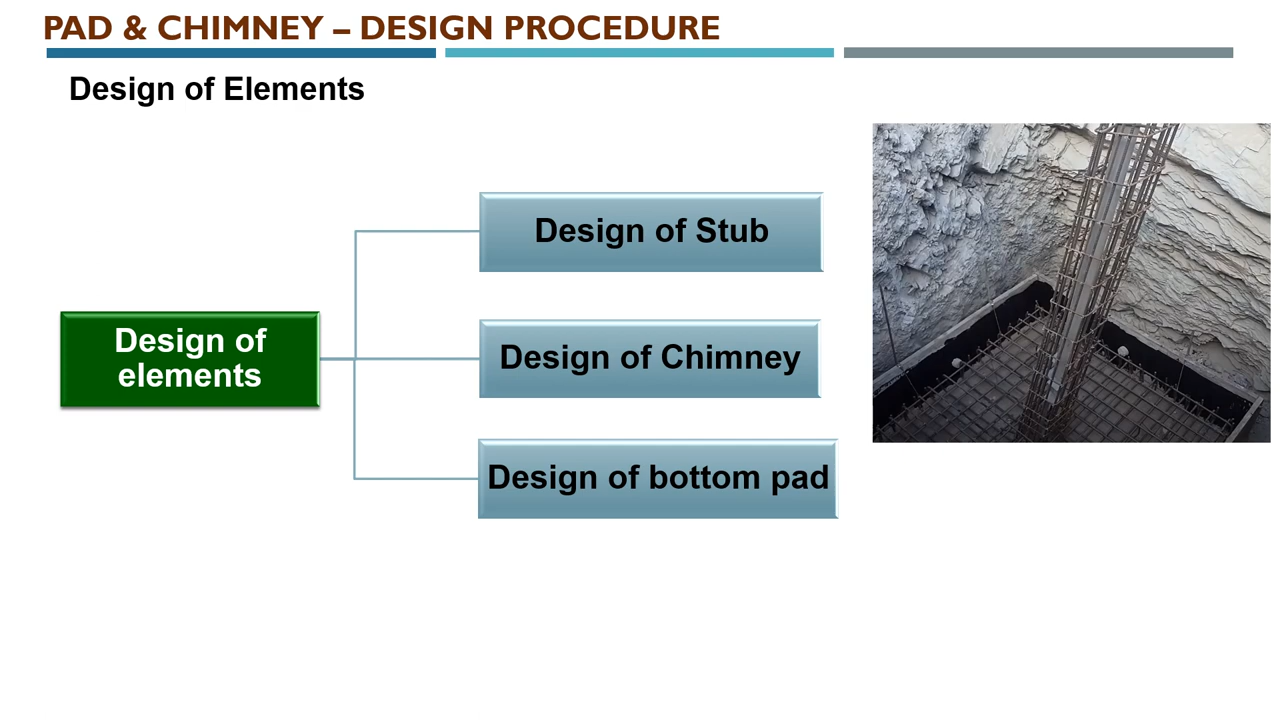 PAD & CHIMNEY – DESIGN PROCEDURE
Design of Elements
Design of
elements
Design of Stub
Design of Chimney
Design of bottom pad